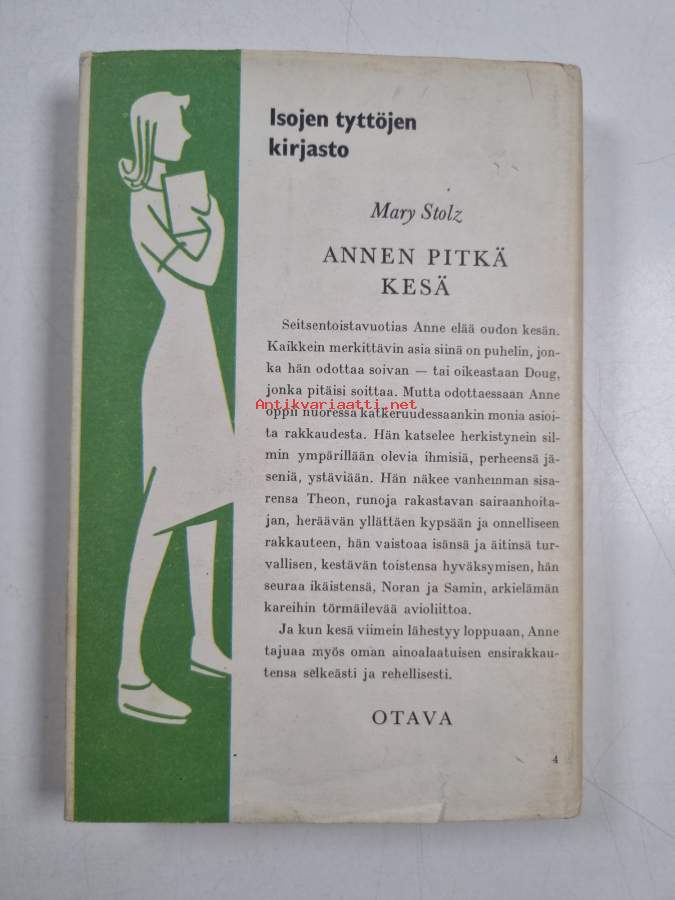 Isojen tyttöjen
kirjasto
Mary Stolz
ANNEN PITKÄ
KESÄ
Seitsentoistavuotias Anne elää oudon kesän.
Kaikkein merkittävin asia siinä on puhelin, jon-
ka hän odottaa soivan — tai oikeastaan Doug,
jonka pitäisi soittaa. Mutta odottaessaan Anne
Antikvariaatti.net
oppii nuoressa katkeruudessaankin monia asioi-
ta rakkaudesta. Hän katselee herkistynein sil-
min ympärillään olevia ihmisiä, perheensä jä-
seniä, ystäviään. Hän näkee vanhemman sisa-
rensa Theon, runoja rakastavan sairaanhoita-
jan, heräävän yllättäen kypsään ja onnelliseen
rakkauteen, hän vaistoaa isänsä ja äitinsä tur-
vallisen, kestävän toistensa hyväksymisen, hän
seuraa ikäistensä, Noran ja Samin, arkielämän
kareihin törmäilevää avioliittoa.
Ja kun kesä viimein lähestyy loppuaan, Anne
tajuaa myös oman ainoalaatuisen ensirakkau-
tensa selkeästi ja rehellisesti.
OTAVA
4